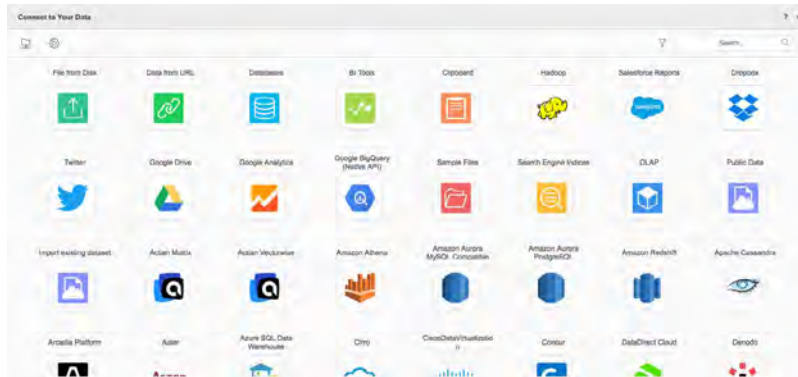 Connect to Your Data
?
Search...
File from Disk
Data from URL
Databases
BI Tools
Clipboard
Hadoop
Salesforce Reports
Dropbox
Twitter
Google Drive
Google Analytics
Google BigQuery
(Native API)
Sample Files
Search Engine Indices
OLAP
Public Data
Import existing dataset
Actian Matrix
Actian Vectorwise
Amazon Athena
Amazon Aurora
MySQL Compatible
Amazon Aurora
PostgreSQL
Amazon Redshift
Apache Cassandra
Arcadia Platform
Aster
Azure SQL Data
Warehouse
Cirro
CiscoDataVirtualizatio
n
Concur
DataDirect Cloud
Denodo